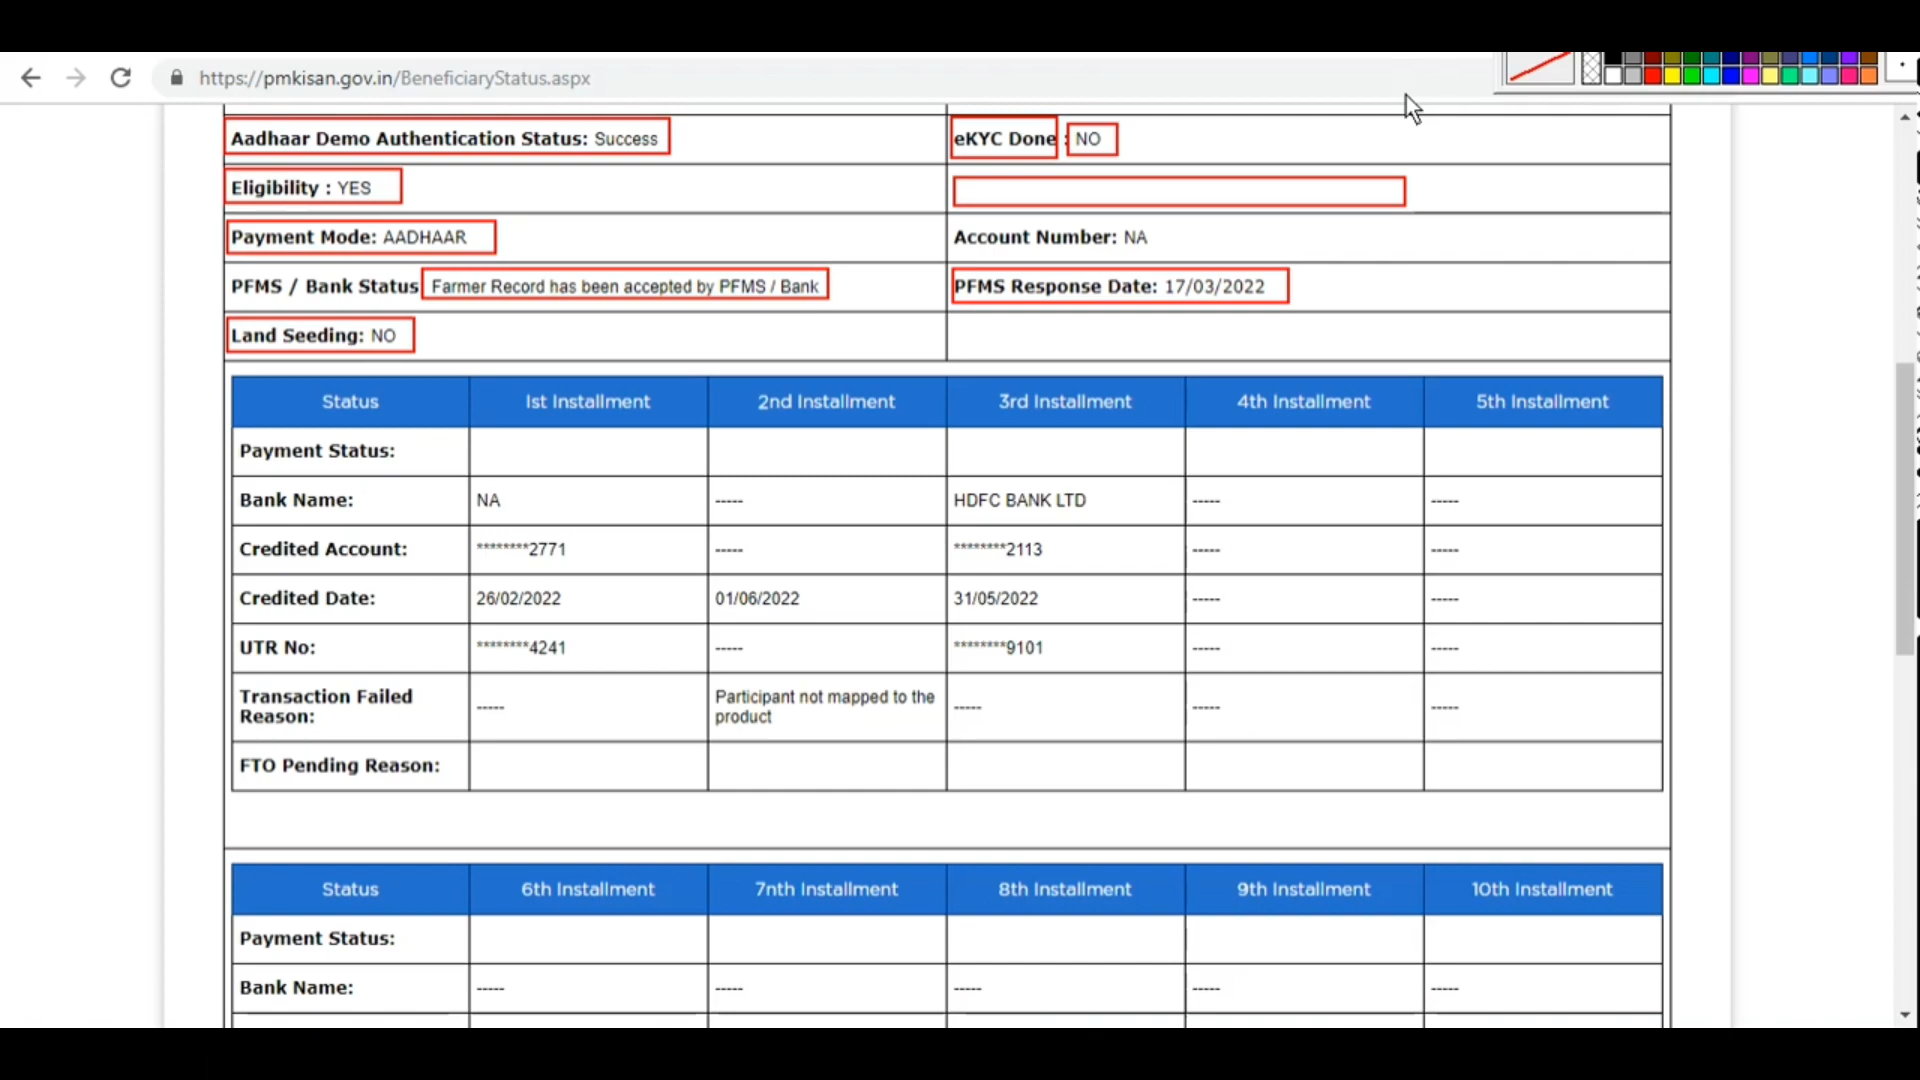 https://pmkisan.gov.in/BeneficiaryStatus.aspx
Aadhaar Demo Authentication Status: Success eKYC Done : NO
Eligibility : YES
Payment Mode: AADHAAR Account Number: NA
PFMS / Bank Status Farmer Record has been accepted by PFMS / Bank PFMS Response Date: 17/03/2022
Land Seeding: NO
Status 1st Installment 2nd Installment 3rd Installment 4th Installment 5th Installment
Payment Status:
Bank Name: NA ----- HDFC BANK LTD ----- -----
Credited Account: ********2771 ----- ********2113 ----- -----
Credited Date: 26/02/2022 01/06/2022 31/05/2022 ----- -----
UTR No: ********4241 ----- ********9101 ----- -----
Transaction Failed Reason: ----- Participant not mapped to the product ----- ----- -----
FTO Pending Reason:
Status 6th Installment 7nth Installment 8th Installment 9th Installment 10th Installment
Payment Status:
Bank Name: ----- ----- ----- ----- -----